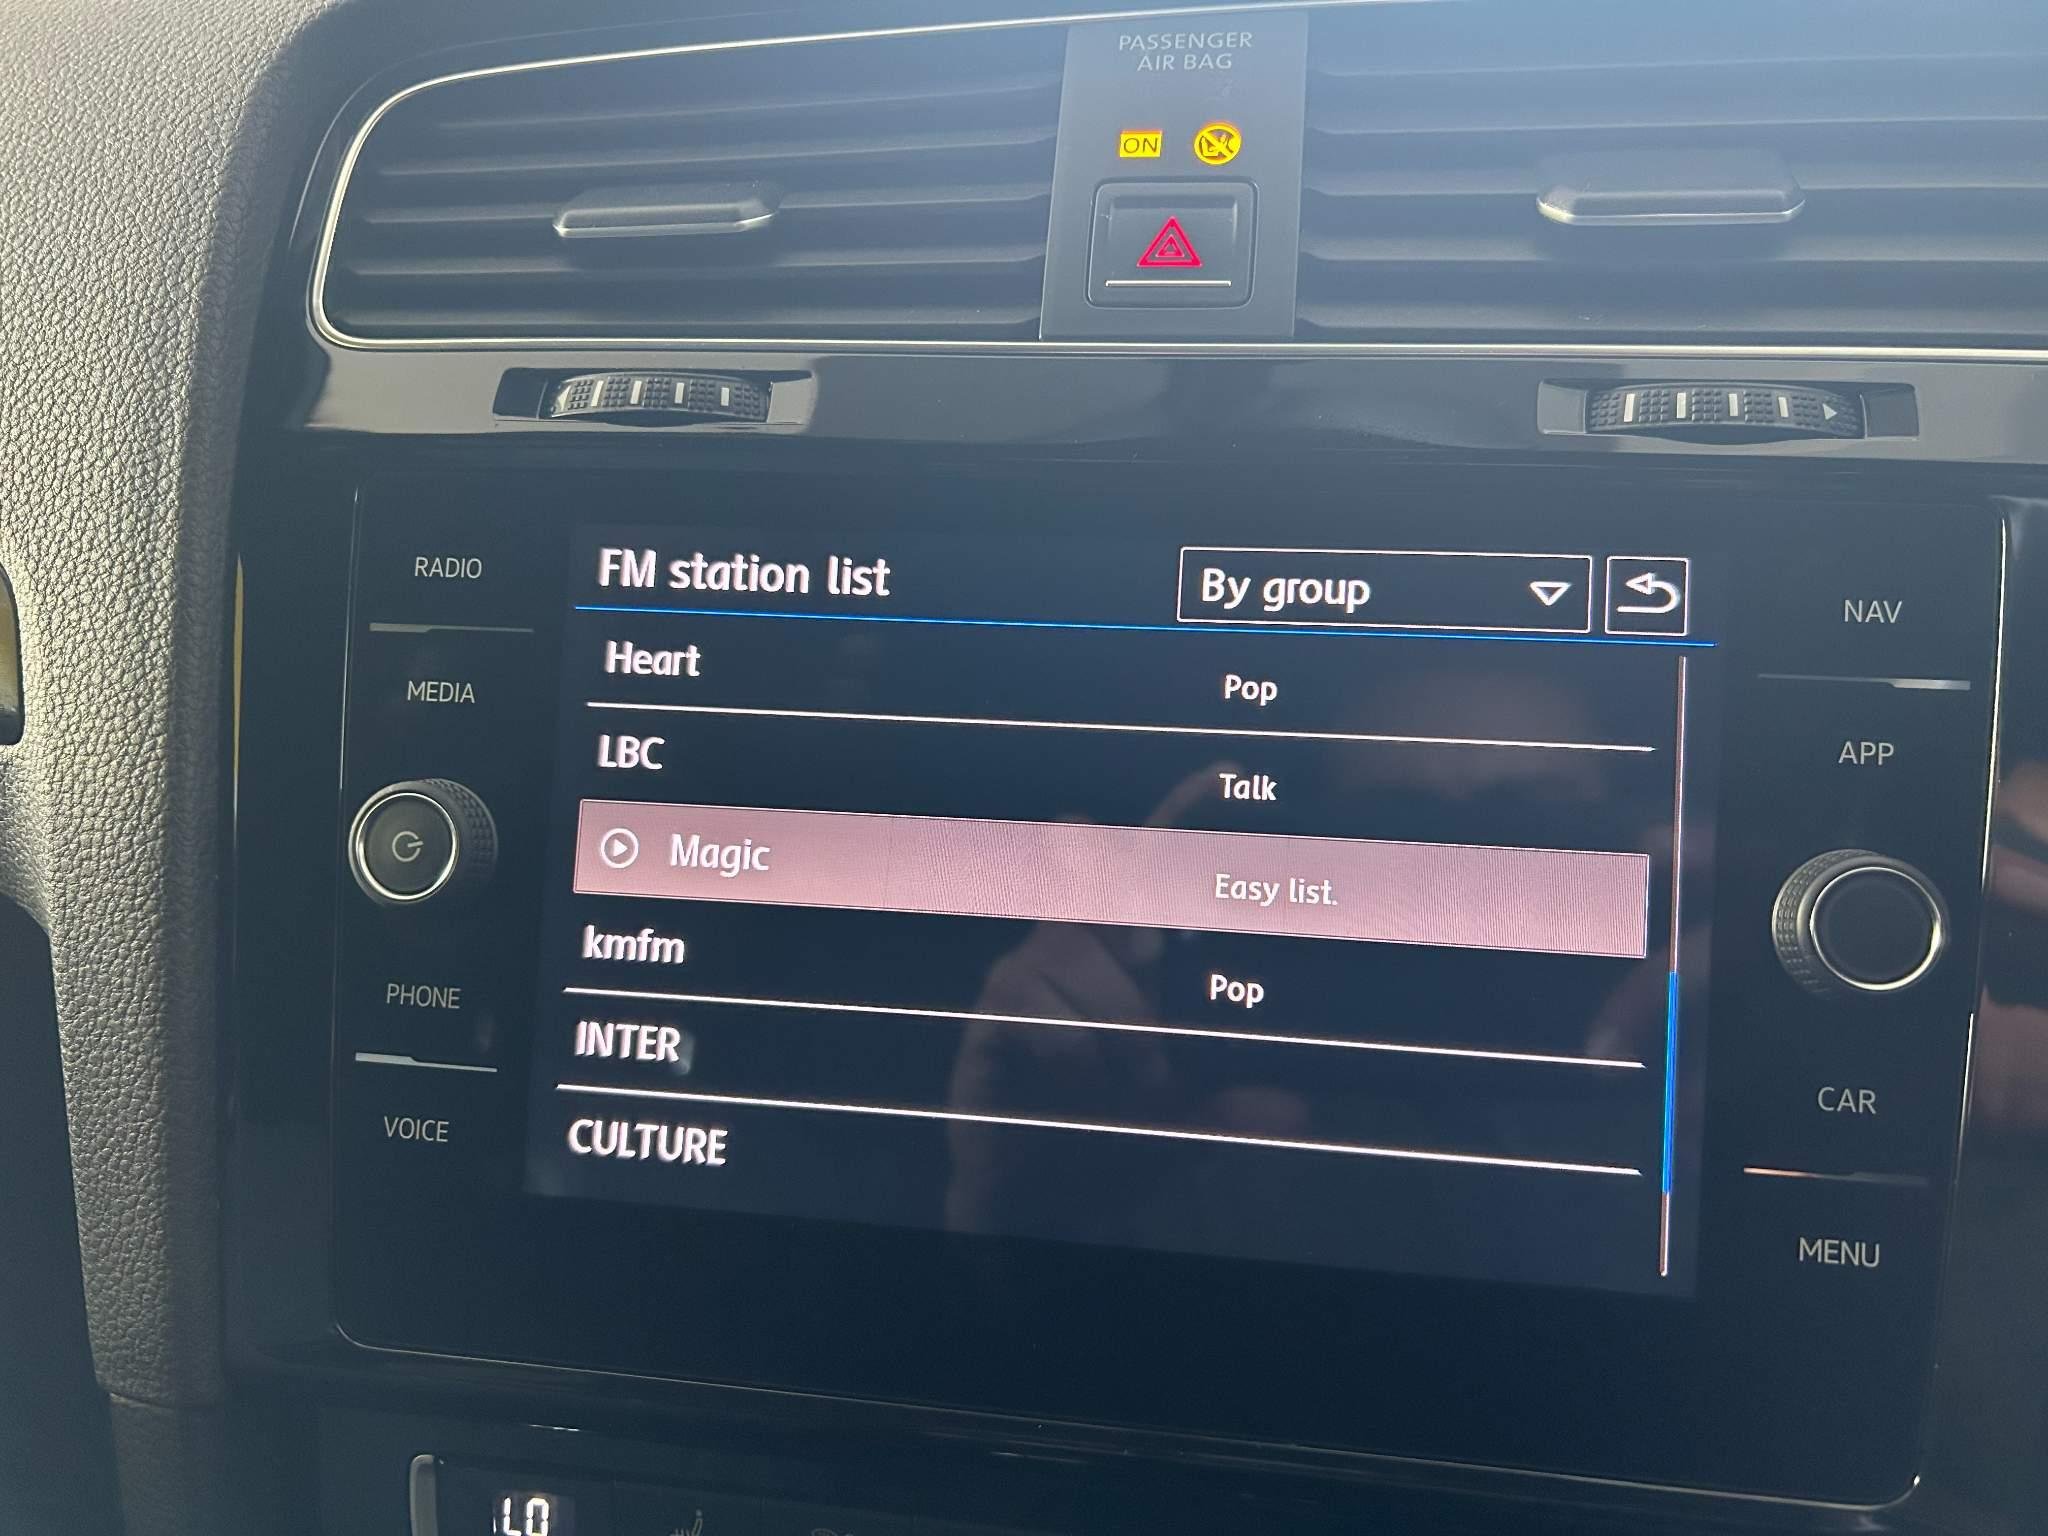 PASSENGER
AIR BAG
ON
RADIO
MEDIA
PHONE
VOICE
FM station list
By group
Heart
Pop
LBC
Talk
Magic
Easy list.
kmfm
Pop
INTER
CULTURE
NAV
APP
CAR
MENU
LO